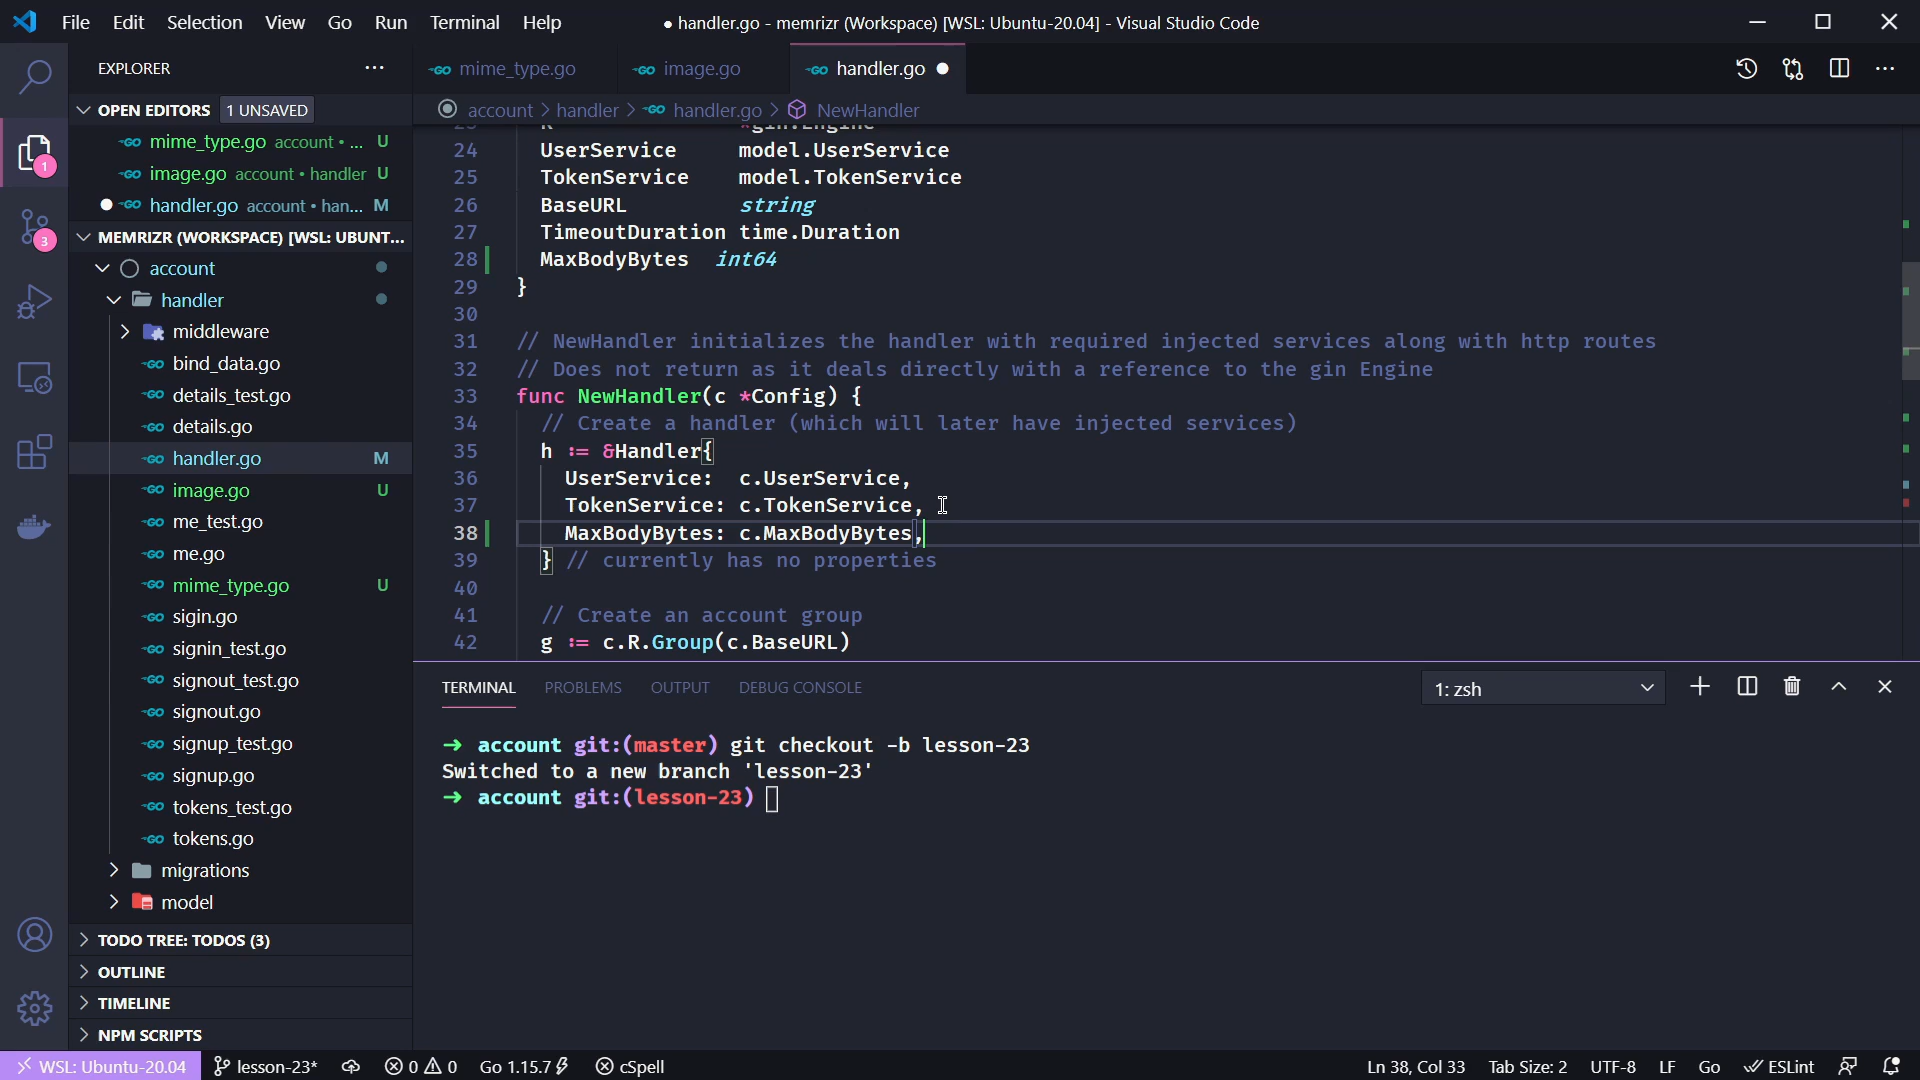 File Edit Selection View Go Run Terminal Help
● handler.go - memrizr (Workspace) [WSL: Ubuntu-20.04] - Visual Studio Code
EXPLORER
mime_type.go
image.go
handler.go
OPEN EDITORS 1 UNSAVED
mime_type.go account • ... U
image.go account • handler U
handler.go account • han... M
MEMRIZR (WORKSPACE) [WSL: UBUNT...
account
handler
middleware
bind_data.go
details_test.go
details.go
handler.go M
image.go U
me_test.go
me.go
mime_type.go U
sigin.go
signin_test.go
signout_test.go
signout.go
signup_test.go
signup.go
tokens_test.go
tokens.go
migrations
model
TODO TREE: TODOS (3)
OUTLINE
TIMELINE
NPM SCRIPTS
account > handler > handler.go > NewHandler
24 UserService model.UserService
25 TokenService model.TokenService
26 BaseURL string
27 TimeoutDuration time.Duration
28 MaxBodyBytes int64
29 }
30
31 // NewHandler initializes the handler with required injected services along with http routes
32 // Does not return as it deals directly with a reference to the gin Engine
33 func NewHandler(c *Config) {
34 // Create a handler (which will later have injected services)
35 h := &Handler{
36 UserService: c.UserService,
37 TokenService: c.TokenService,
38 MaxBodyBytes: c.MaxBodyBytes,
39 } // currently has no properties
40
41 // Create an account group
42 g := c.R.Group(c.BaseURL)
TERMINAL PROBLEMS OUTPUT DEBUG CONSOLE
1: zsh
→ account git:(master) git checkout -b lesson-23
Switched to a new branch 'lesson-23'
→ account git:(lesson-23)
1
3
WSL: Ubuntu-20.04 lesson-23* 0 0 Go 1.15.7 cSpell
Ln 38, Col 33 Tab Size: 2 UTF-8 LF Go ESLint